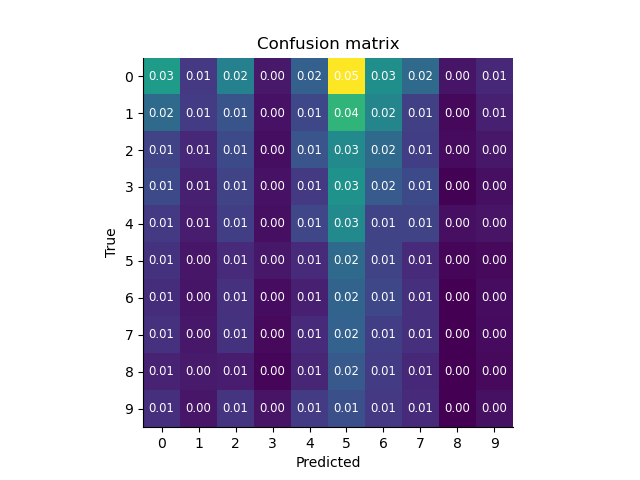 Confusion matrix
True
0 0.03 0.01 0.02 0.00 0.02 0.05 0.03 0.02 0.00 0.01
1 0.02 0.01 0.01 0.00 0.01 0.04 0.02 0.01 0.00 0.01
2 0.01 0.01 0.01 0.00 0.01 0.03 0.02 0.01 0.00 0.00
3 0.01 0.01 0.01 0.00 0.01 0.03 0.02 0.01 0.00 0.00
4 0.01 0.01 0.01 0.00 0.01 0.03 0.01 0.01 0.00 0.00
5 0.01 0.00 0.01 0.00 0.01 0.02 0.01 0.01 0.00 0.00
6 0.01 0.00 0.01 0.00 0.01 0.02 0.01 0.01 0.00 0.00
7 0.01 0.00 0.01 0.00 0.01 0.02 0.01 0.01 0.00 0.00
8 0.01 0.01 0.01 0.00 0.01 0.02 0.01 0.01 0.00 0.00
9 0.01 0.00 0.01 0.00 0.01 0.01 0.01 0.01 0.00 0.00
0 1 2 3 4 5 6 7 8 9
Predicted